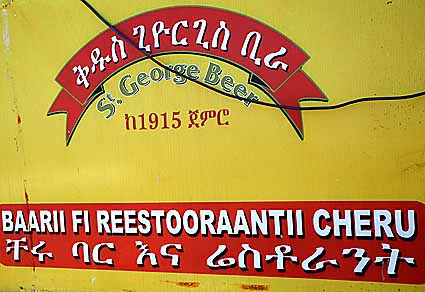 ቅዱስ ጊዮርጊስ ቢራ
St. George Beer
ከ1915 ጀምሮ
BAARII FI REESTOORAANTII CHERU
ቸሩ ባር እና ሬስቶራንት